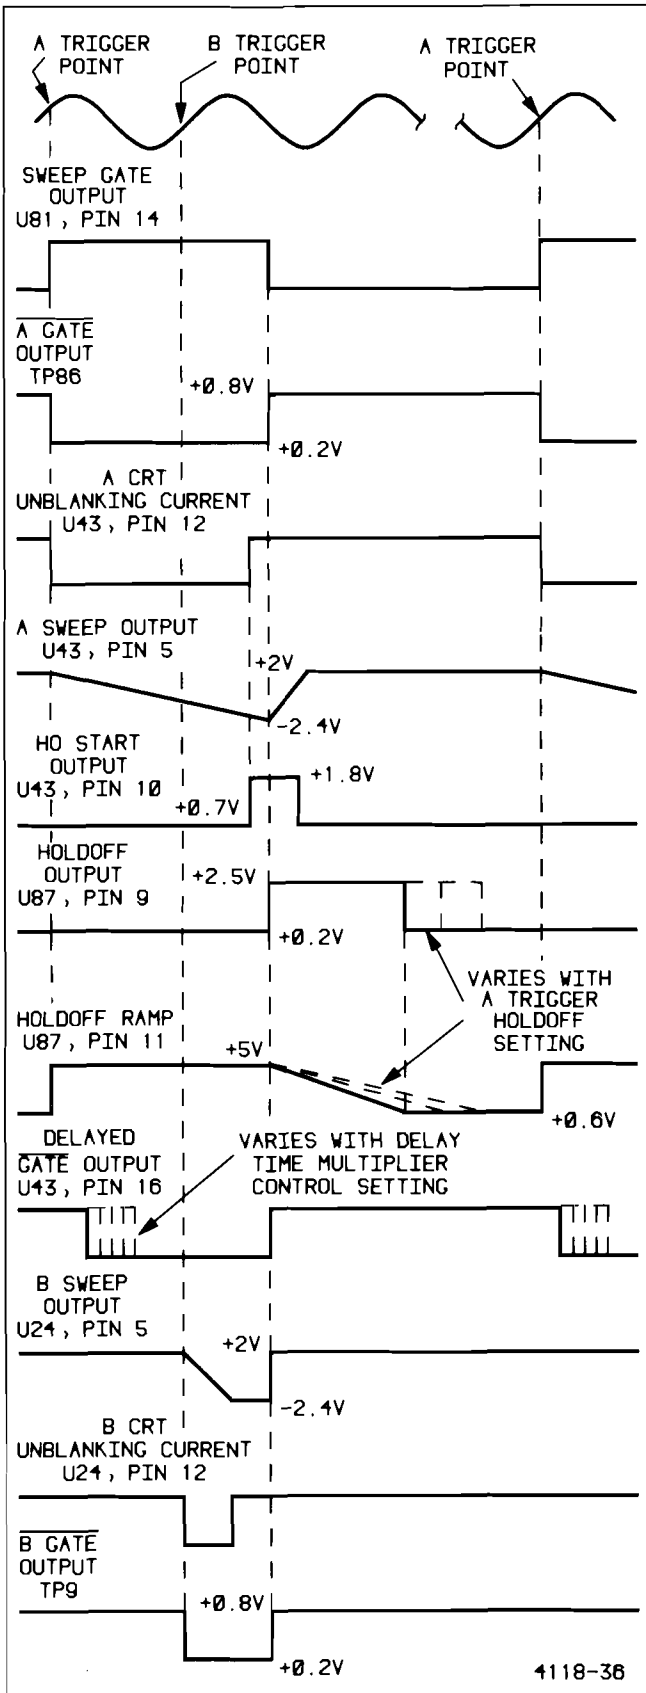 A TRIGGER
POINT
B TRIGGER
POINT
A TRIGGER
POINT
SWEEP GATE
OUTPUT
U81, PIN 14
A GATE
OUTPUT
TP86
+0.8V
+0.2V
A CRT
UNBLANKING CURRENT
U43, PIN 12
A SWEEP OUTPUT
U43, PIN 5
+2V
-2.4V
HO START
OUTPUT
U43, PIN 10
+1.8V
+0.7V
HOLDOFF
OUTPUT
U87, PIN 9
+2.5V
+0.2V
VARIES WITH
A TRIGGER
HOLDOFF
SETTING
HOLDOFF RAMP
U87, PIN 11
+5V
+0.6V
DELAYED
GATE OUTPUT
U43, PIN 16
VARIES WITH DELAY
TIME MULTIPLIER
CONTROL SETTING
B SWEEP
OUTPUT
U24, PIN 5
+2V
-2.4V
B CRT
UNBLANKING CURRENT
U24, PIN 12
B GATE
OUTPUT
TP9
+0.8V
+0.2V
4118-36